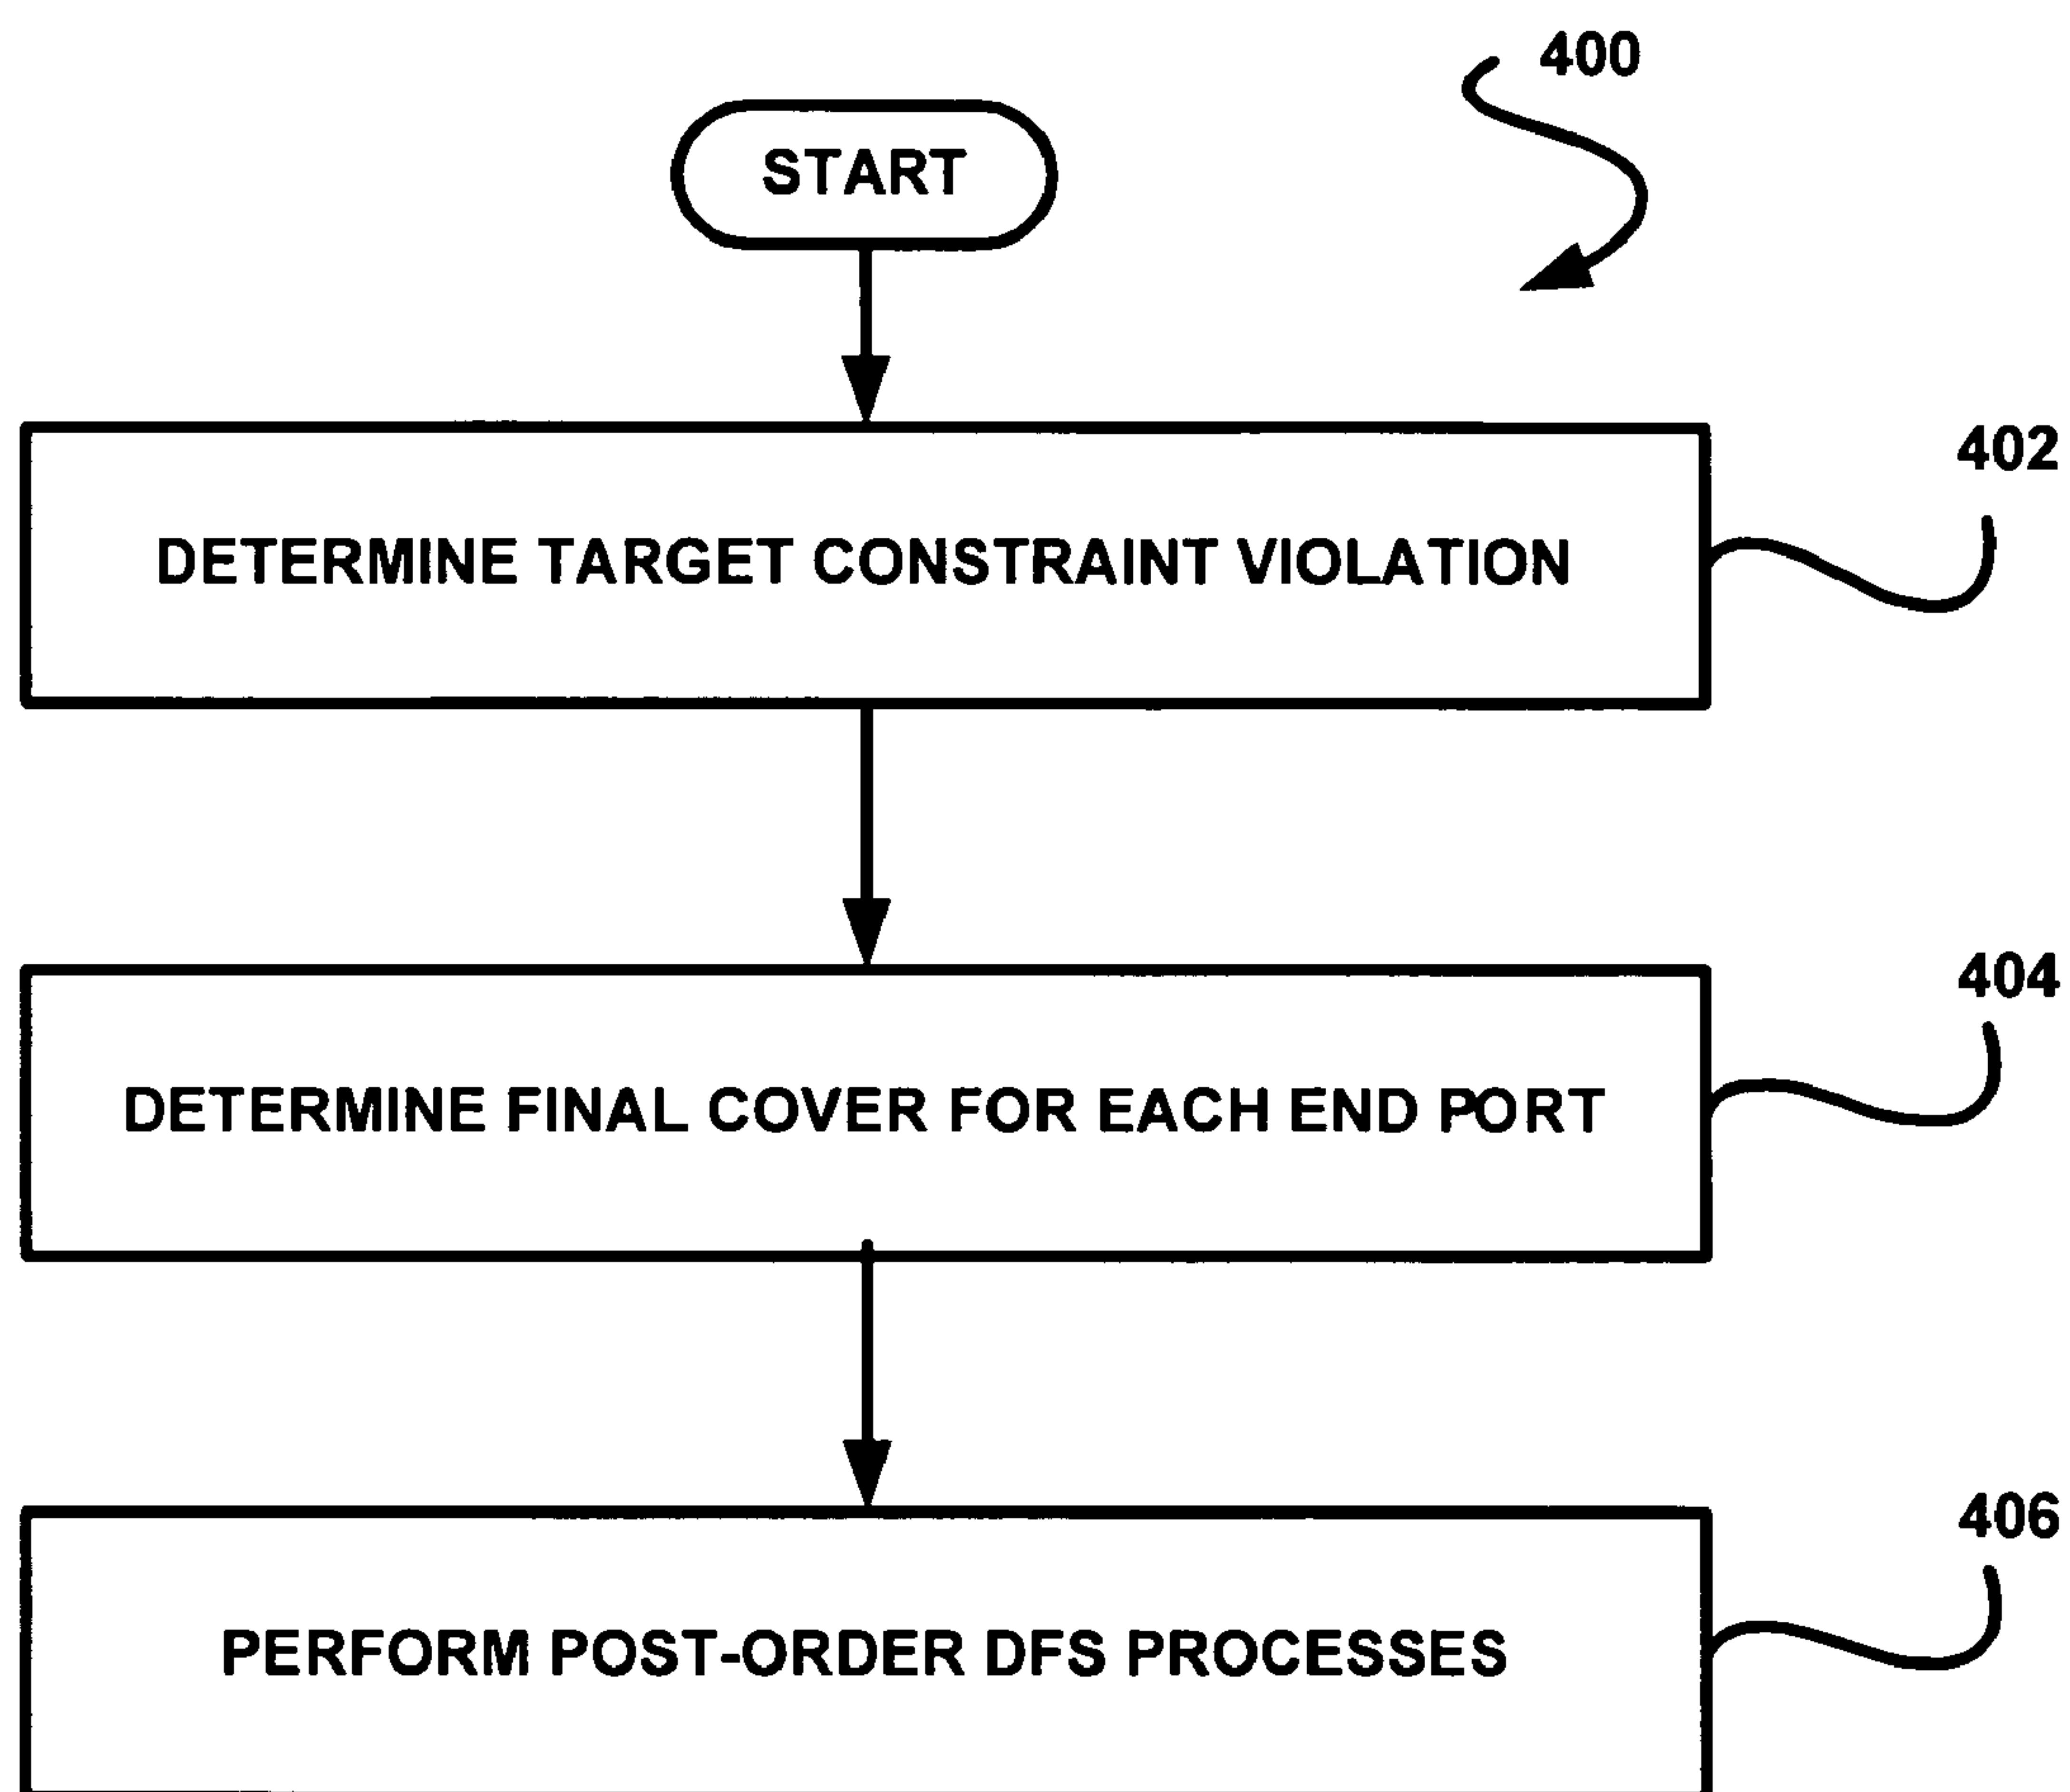 400
START
402
DETERMINE TARGET CONSTRAINT VIOLATION
404
DETERMINE FINAL COVER FOR EACH END PORT
406
PERFORM POST-ORDER DFS PROCESSES